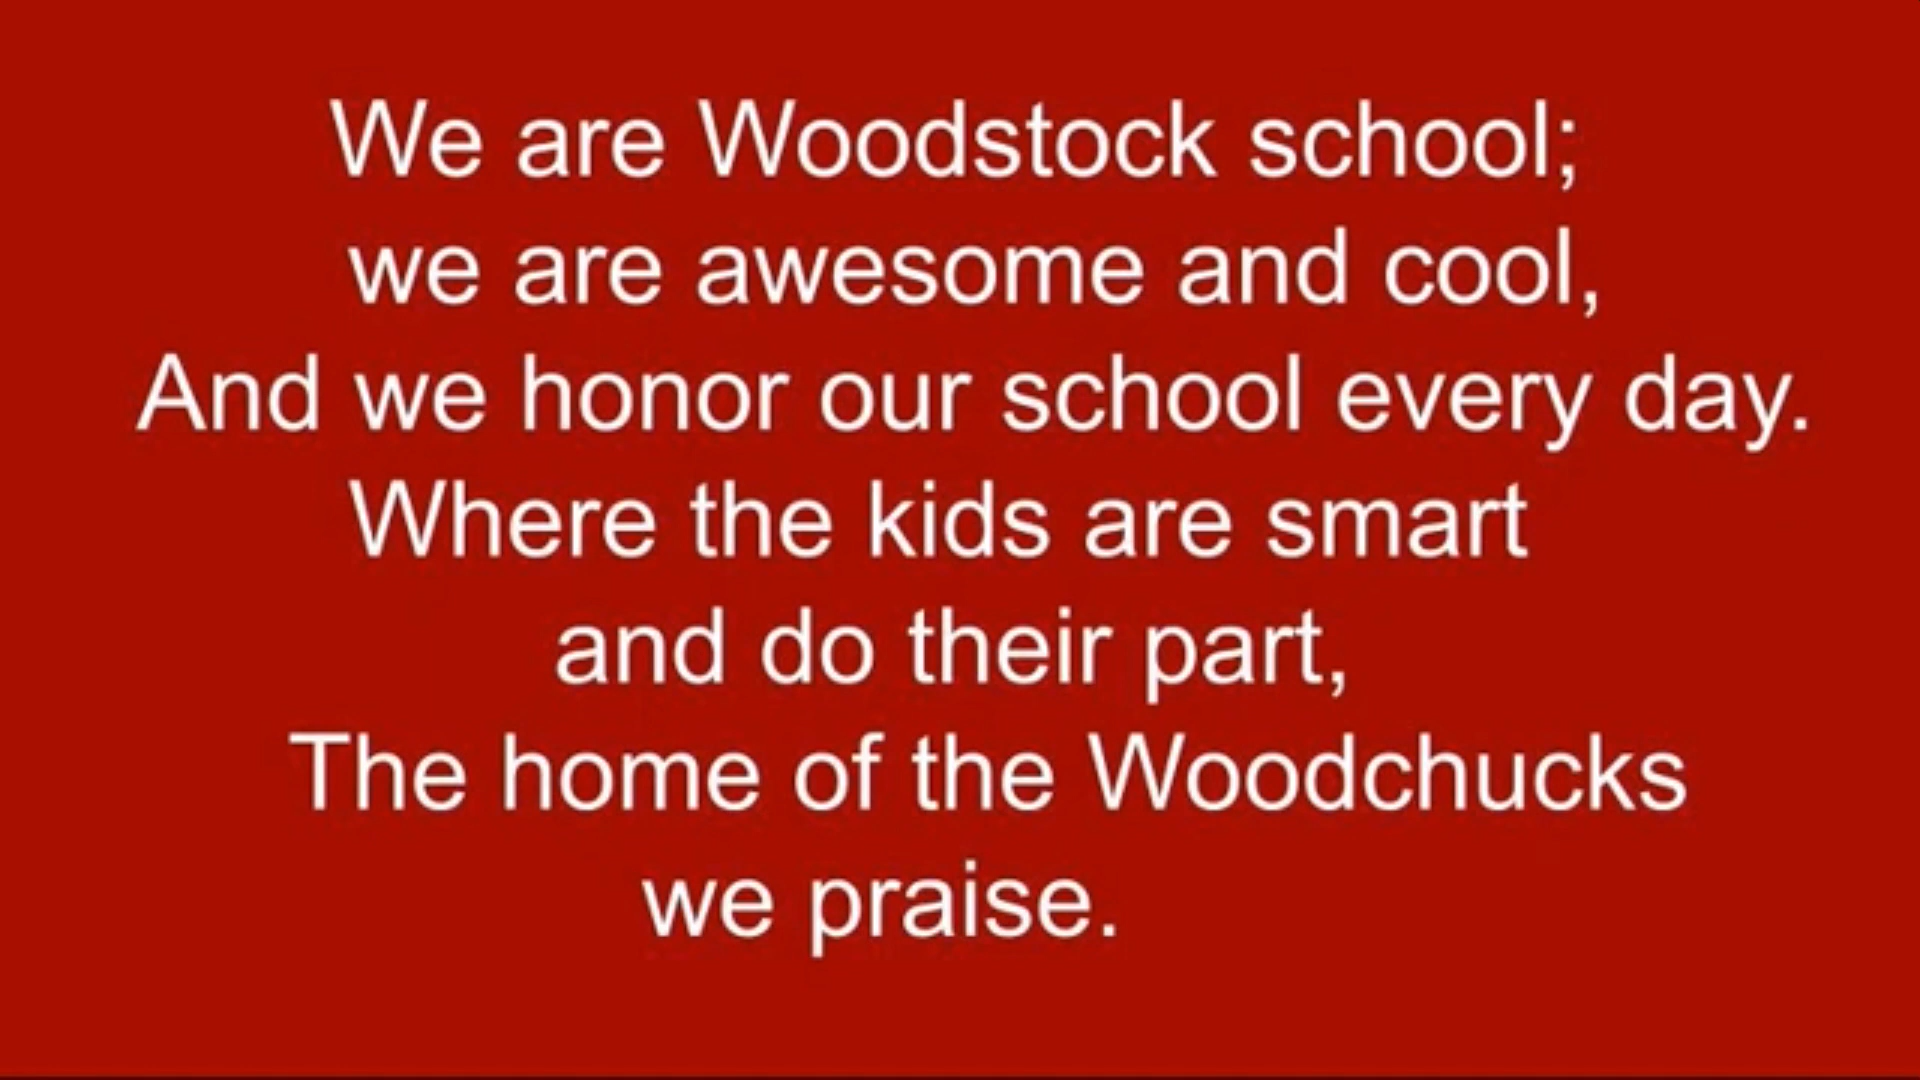 We are Woodstock school;
we are awesome and cool,
And we honor our school every day.
Where the kids are smart
and do their part,
The home of the Woodchucks
we praise.